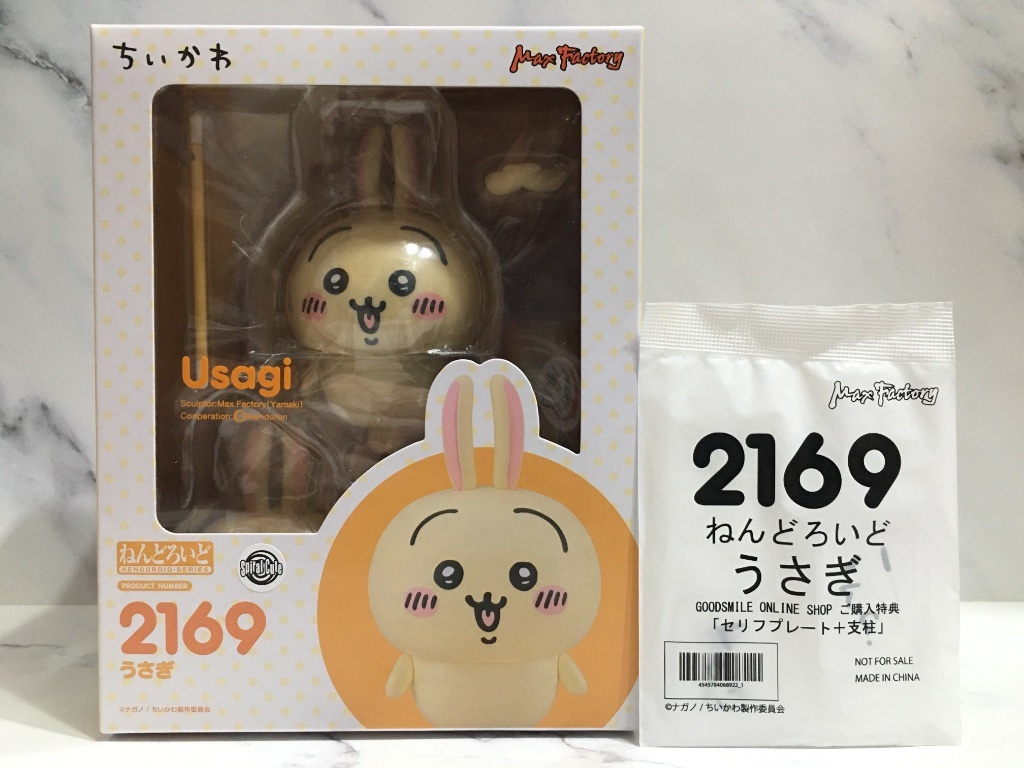 ちいかわ
Max Factory
Usagi
Sculptor:Max Factory(Yamaki)
Cooperation:
ねんどろいど
NENDOROID-SERIES
SpiralCute
PRODUCT NUMBER
2169
うさぎ
©ナガノ / ちいかわ製作委員会
Max Factory
2169
ねんどろいど
うさぎ
GOODSMILE ONLINE SHOP ご購入特典
「セリフプレート＋支柱」
NOT FOR SALE
MADE IN CHINA
4545784068922_1
©ナガノ / ちいかわ製作委員会